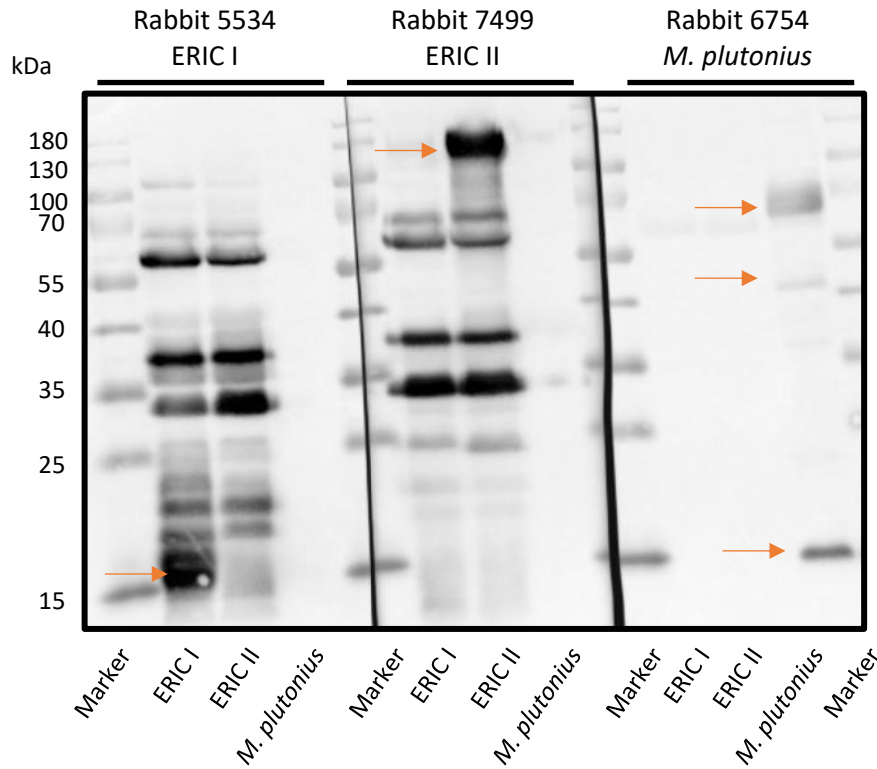 Rabbit 5534
ERIC I
Rabbit 7499
ERIC II
Rabbit 6754
M. plutonius
kDa
180
130
100
70
55
40
35
25
15
Marker
ERIC I
ERIC II
M. plutonius
Marker
ERIC I
ERIC II
M. plutonius
Marker
ERIC I
ERIC II
M. plutonius
Marker